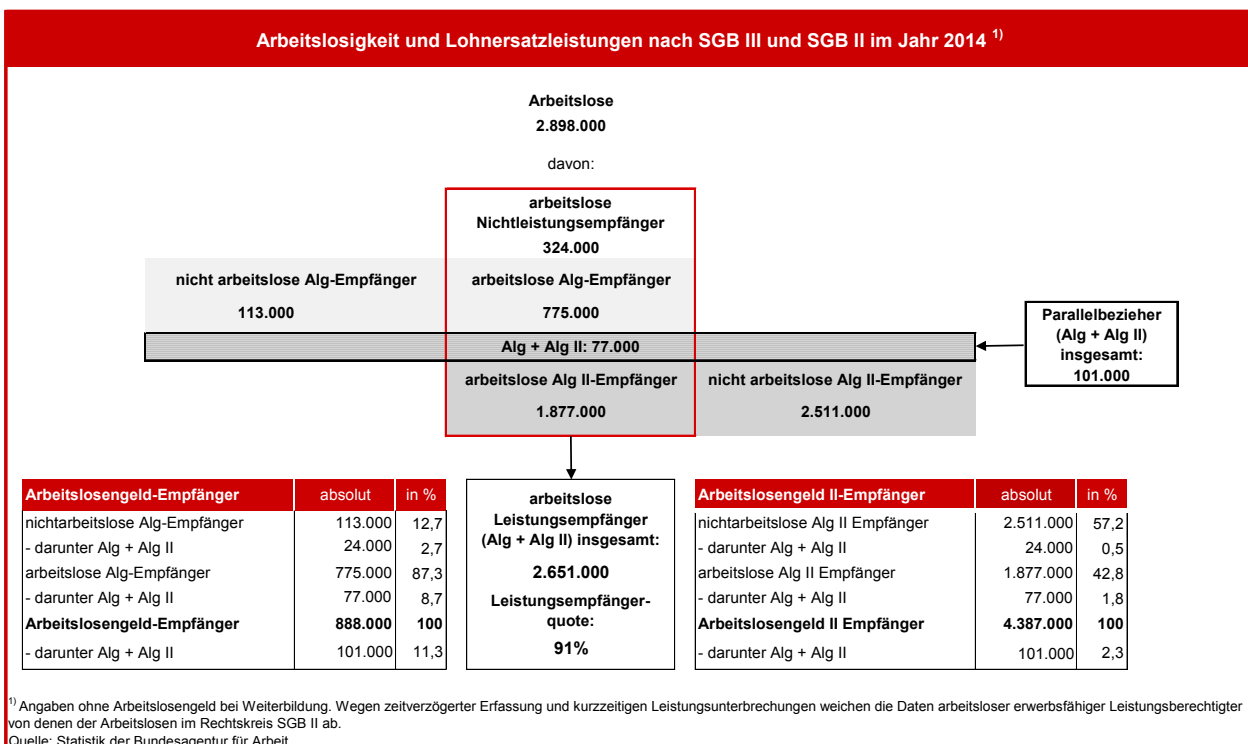 Arbeitslosigkeit und Lohnersatzleistungen nach SGB III und SGB II im Jahr 2014 1)
Arbeitslose
2.898.000
davon:
arbeitslose
Nichtleistungsempfänger
324.000
nicht arbeitslose Alg-Empfänger
113.000
arbeitslose Alg-Empfänger
775.000
Alg + Alg II: 77.000
Parallelbezieher
(Alg + Alg II)
insgesamt:
101.000
arbeitslose Alg II-Empfänger
1.877.000
nicht arbeitslose Alg II-Empfänger
2.511.000
Arbeitslosengeld-Empfänger absolut in %
nichtarbeitslose Alg-Empfänger 113.000 12,7
- darunter Alg + Alg II 24.000 2,7
arbeitslose Alg-Empfänger 775.000 87,3
- darunter Alg + Alg II 77.000 8,7
Arbeitslosengeld-Empfänger 888.000 100
- darunter Alg + Alg II 101.000 11,3
arbeitslose
Leistungsempfänger
(Alg + Alg II) insgesamt:
2.651.000
Leistungsempfänger-
quote:
91%
Arbeitslosengeld II-Empfänger absolut in %
nichtarbeitslose Alg II Empfänger 2.511.000 57,2
- darunter Alg + Alg II 24.000 0,5
arbeitslose Alg II Empfänger 1.877.000 42,8
- darunter Alg + Alg II 77.000 1,8
Arbeitslosengeld II Empfänger 4.387.000 100
- darunter Alg + Alg II 101.000 2,3
1) Angaben ohne Arbeitslosengeld bei Weiterbildung. Wegen zeitverzögerter Erfassung und kurzzeitigen Leistungsunterbrechungen weichen die Daten arbeitsloser erwerbsfähiger Leistungsberechtigter
von denen der Arbeitslosen im Rechtskreis SGB II ab.
Quelle: Statistik der Bundesagentur für Arbeit